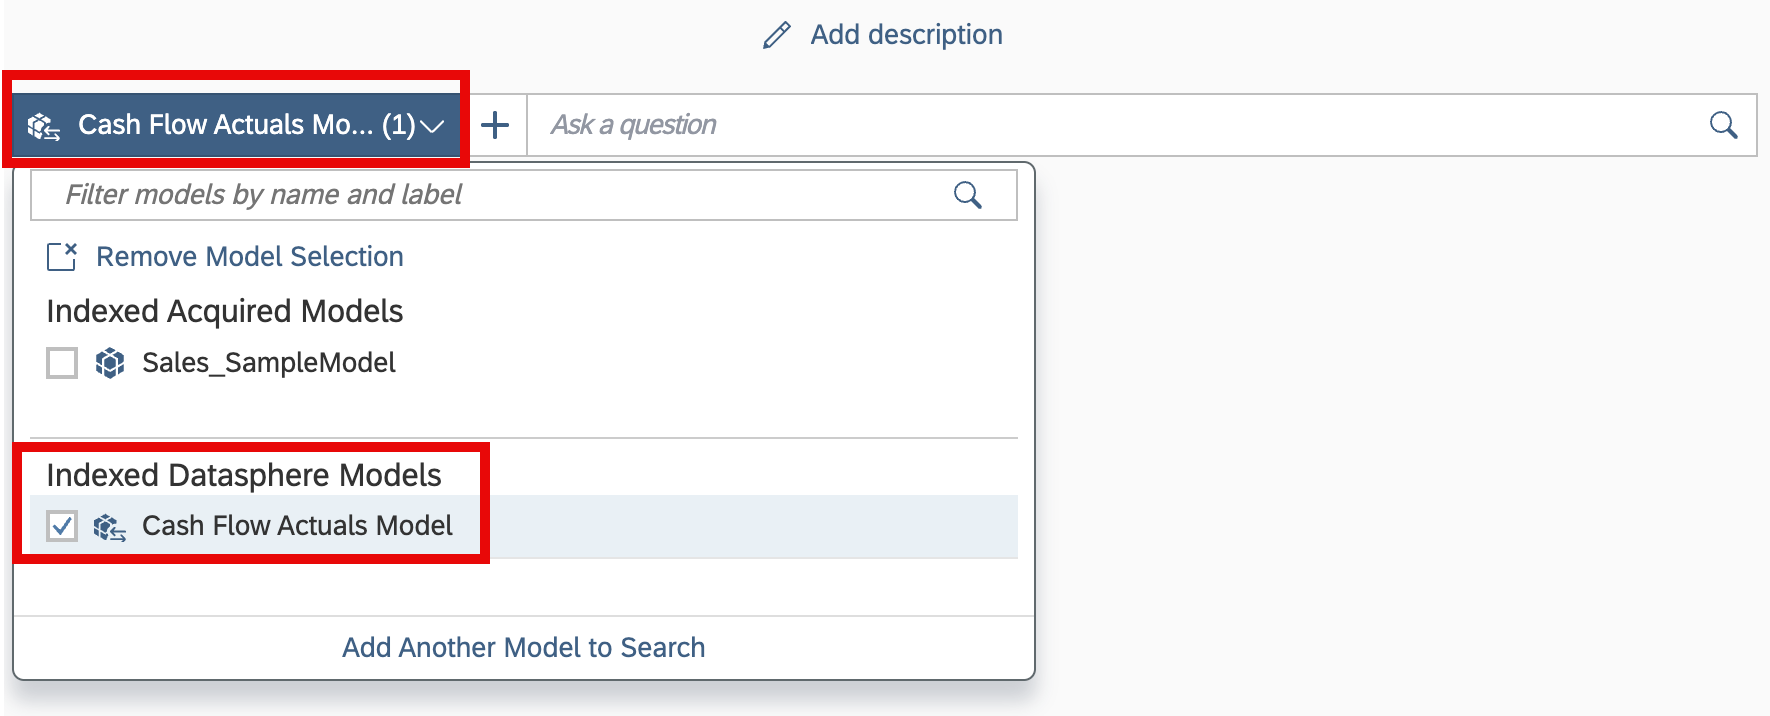 Add description
Cash Flow Actuals Mo... (1)
Ask a question
Filter models by name and label
Remove Model Selection
Indexed Acquired Models
Sales_SampleModel
Indexed Datasphere Models
Cash Flow Actuals Model
Add Another Model to Search